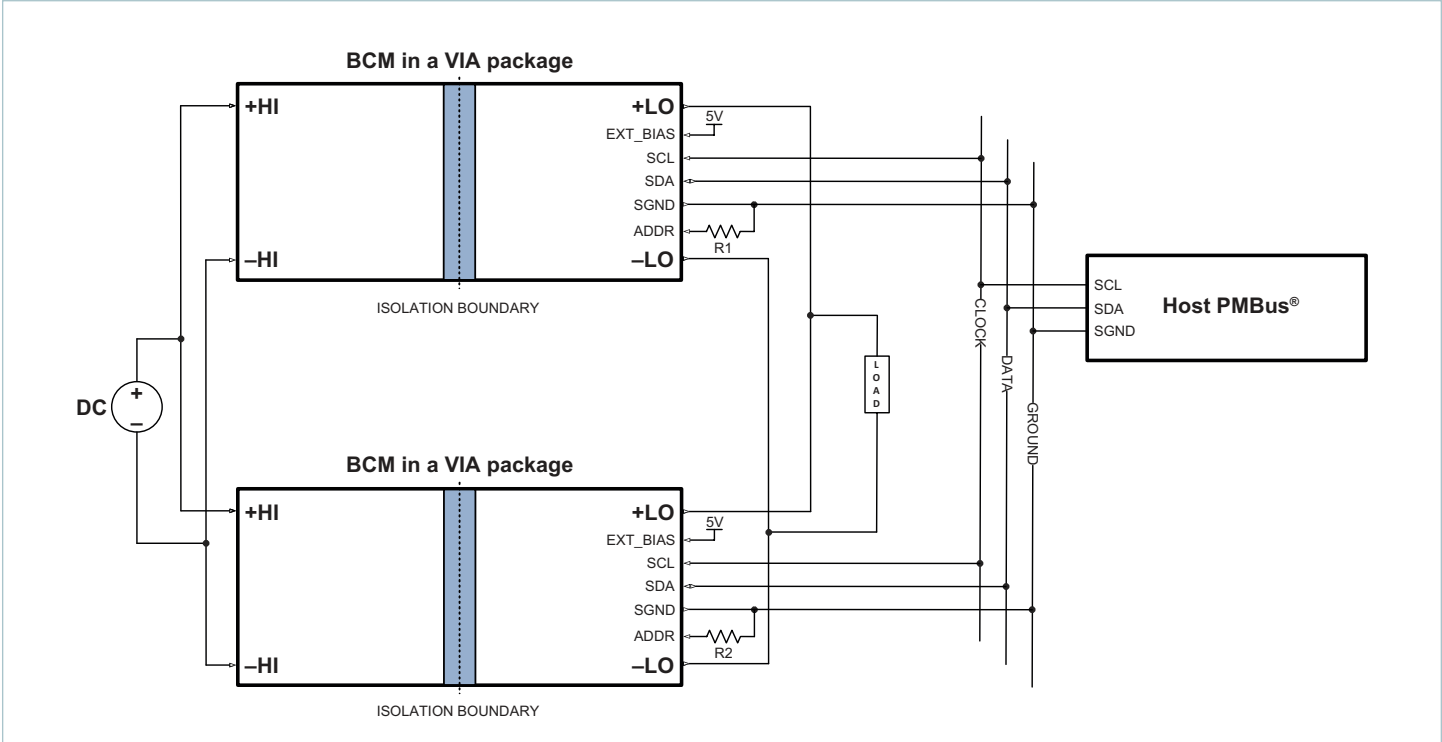 BCM in a VIA package
+HI
–HI
+LO
EXT_BIAS
5V
SCL
SDA
SGND
ADDR
R1
–LO
ISOLATION BOUNDARY
DC
+
–
LOAD
CLOCK
DATA
GROUND
SCL
SDA
SGND
Host PMBus®
BCM in a VIA package
+HI
–HI
+LO
EXT_BIAS
5V
SCL
SDA
SGND
ADDR
R2
–LO
ISOLATION BOUNDARY